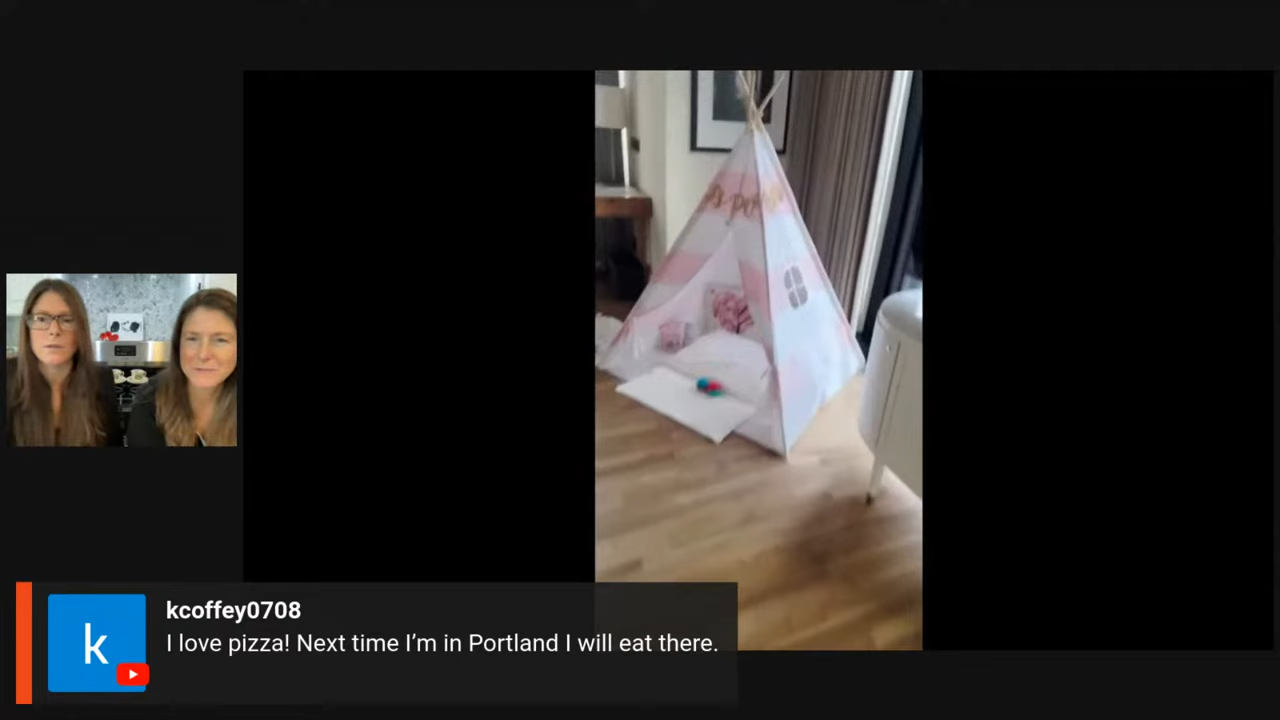 k
kcoffey0708
I love pizza! Next time I’m in Portland I will eat there.